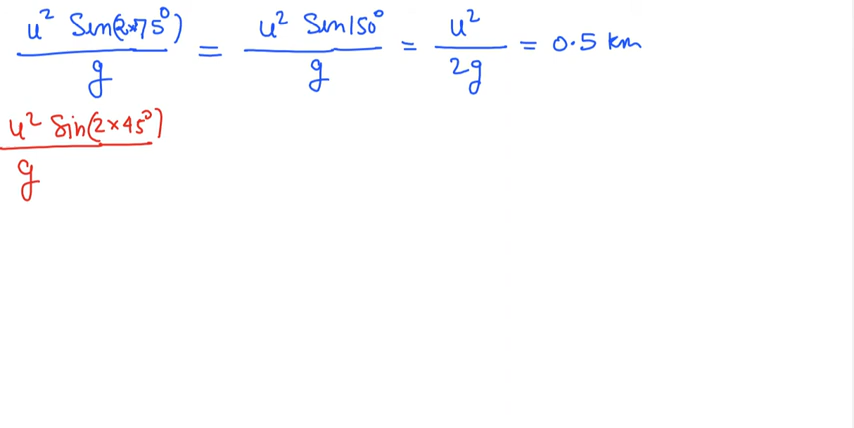 u² Sin(2×75°) / g = u² Sin150° / g = u² / 2g = 0.5 km
u² Sin(2×45°) / g